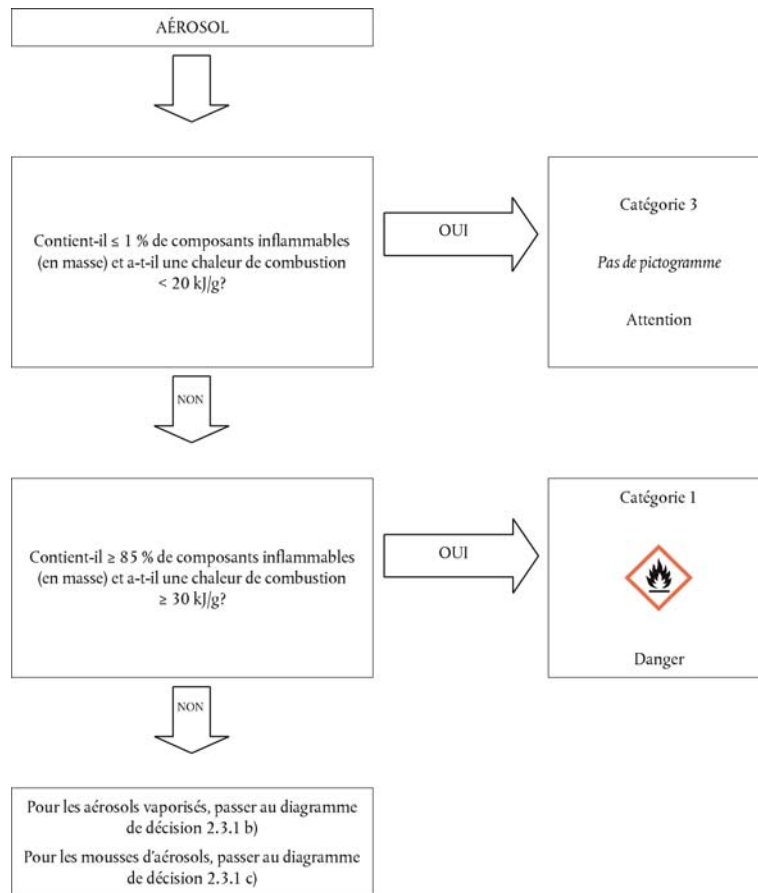 AÉROSOL
Contient-il ≤ 1 % de composants inflammables
(en masse) et a-t-il une chaleur de combustion
< 20 kJ/g?
OUI
Catégorie 3
Pas de pictogramme
Attention
NON
Contient-il ≥ 85 % de composants inflammables
(en masse) et a-t-il une chaleur de combustion
≥ 30 kJ/g?
OUI
Catégorie 1
Danger
NON
Pour les aérosols vaporisés, passer au diagramme
de décision 2.3.1 b)
Pour les mousses d'aérosols, passer au diagramme
de décision 2.3.1 c)